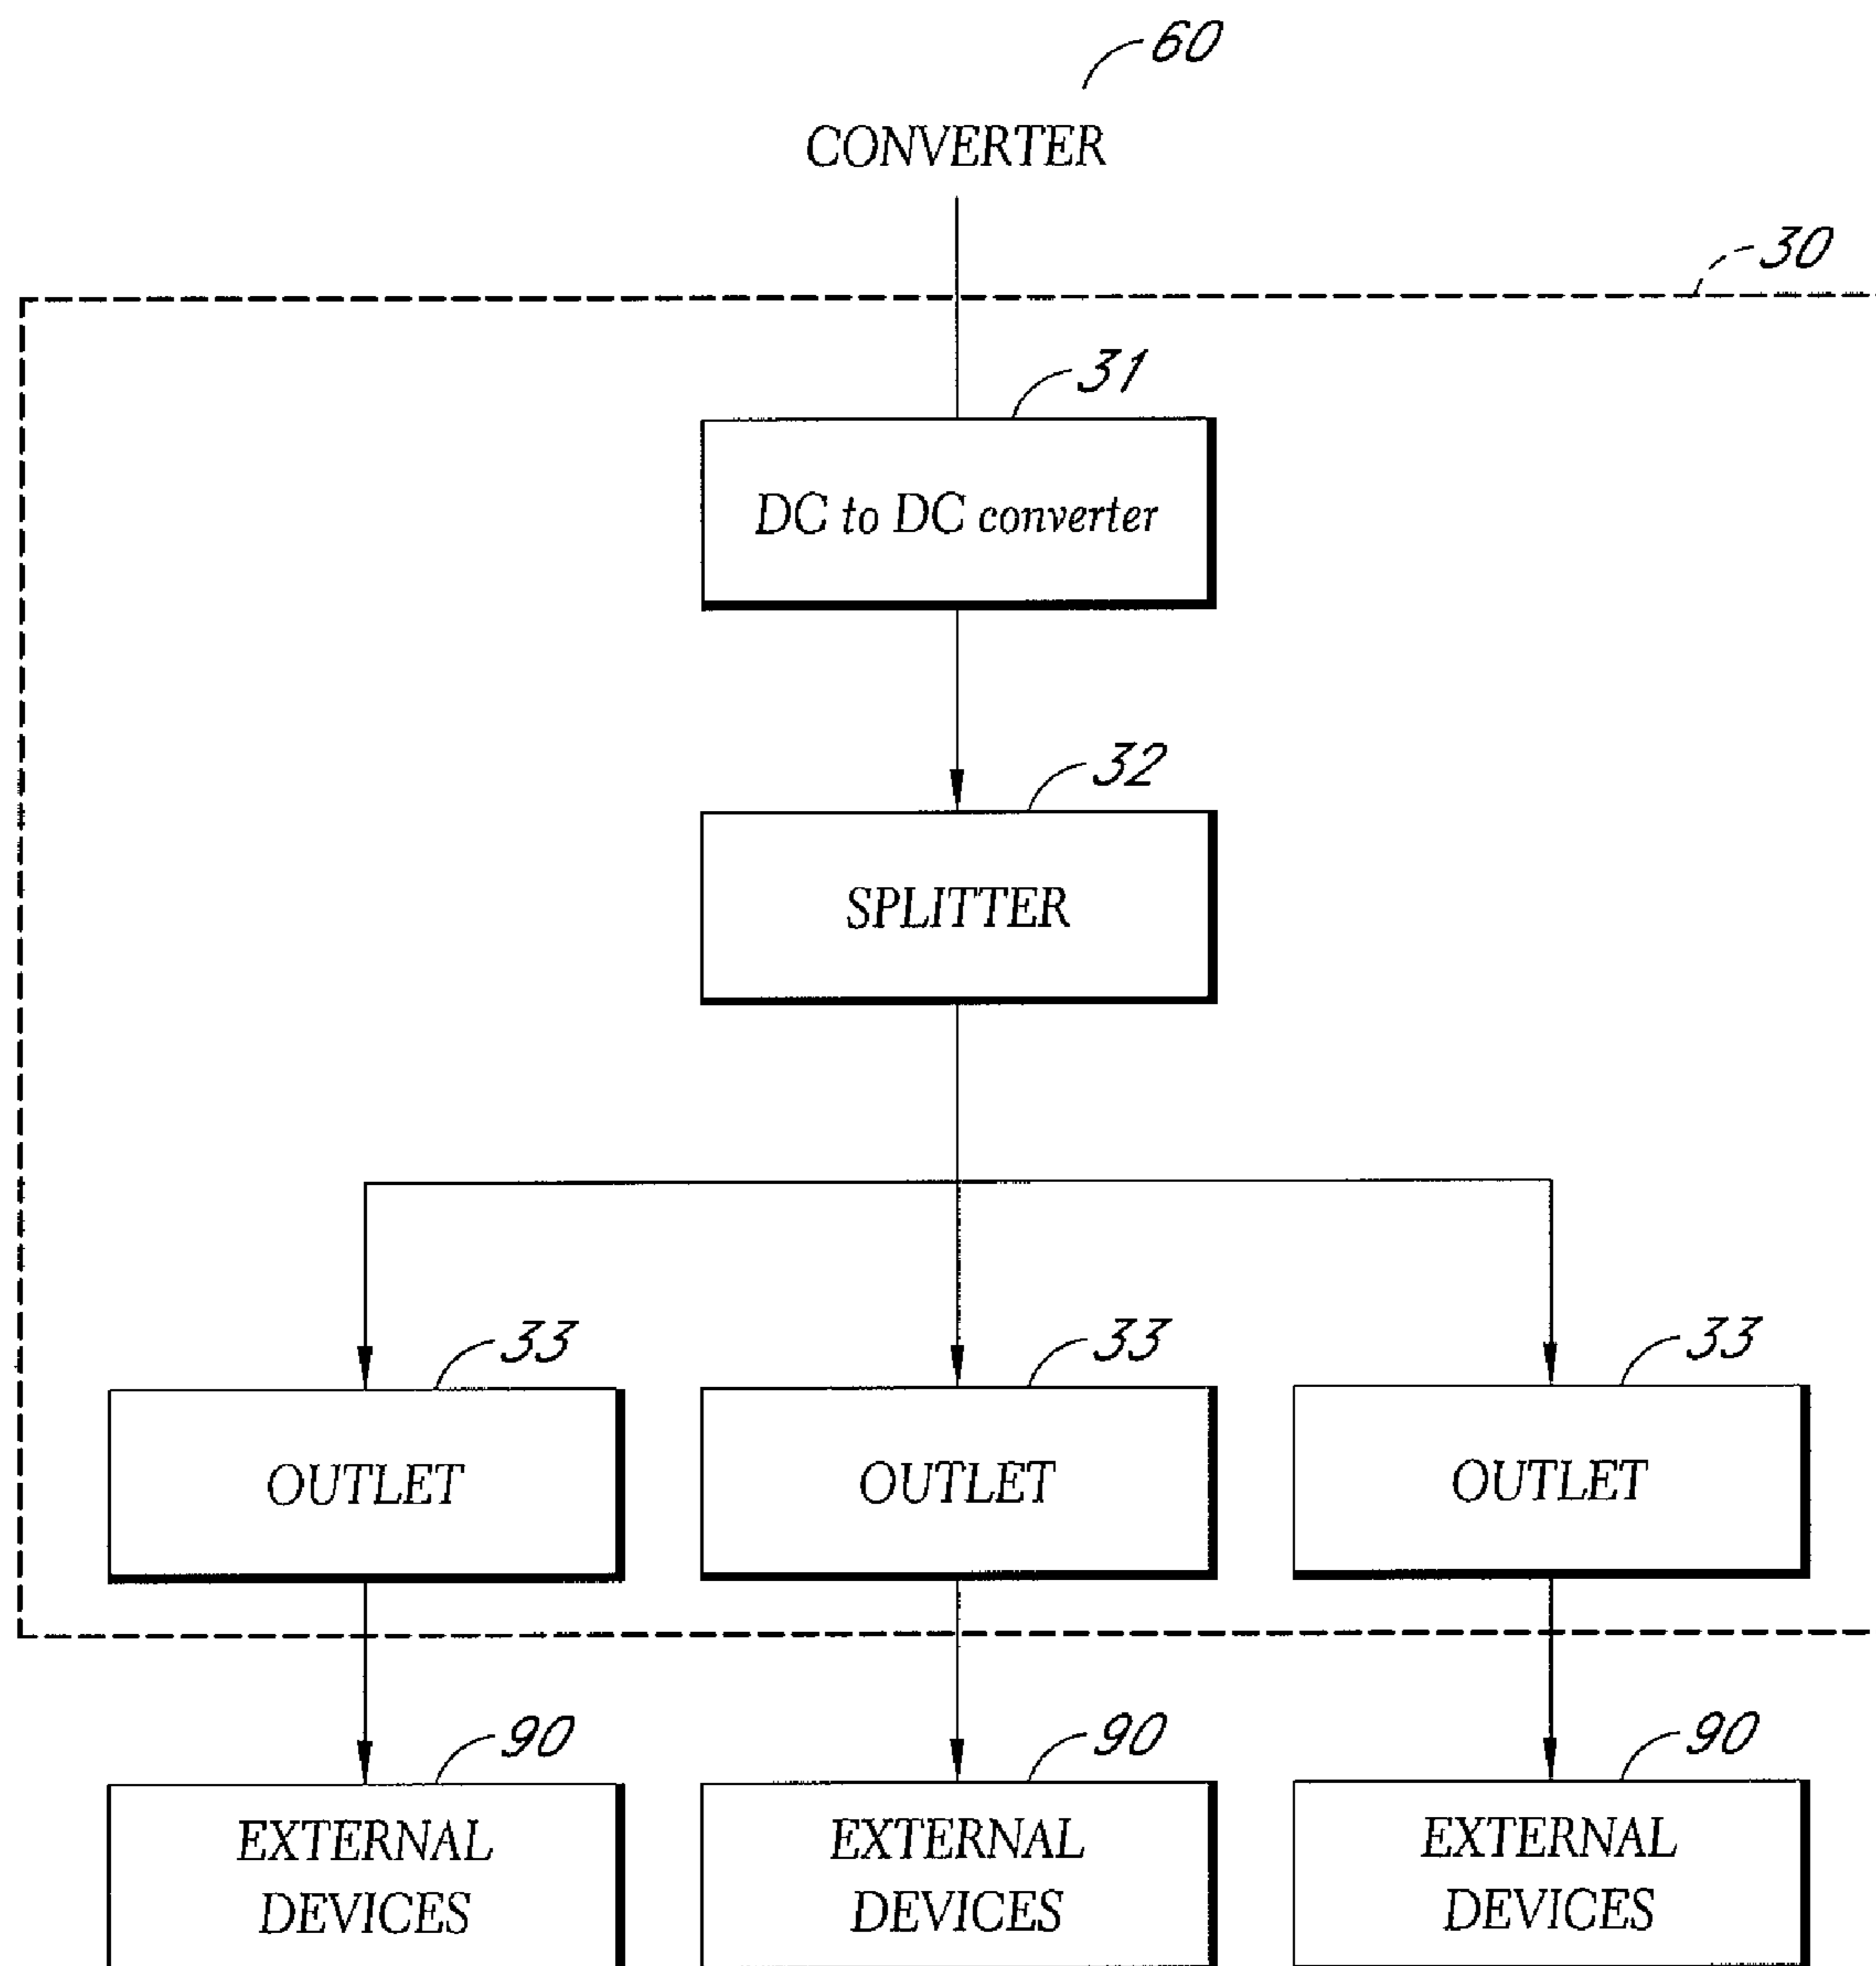 60
CONVERTER
30
31
DC to DC converter
32
SPLITTER
33
33
33
OUTLET
OUTLET
OUTLET
90
90
90
EXTERNAL
DEVICES
EXTERNAL
DEVICES
EXTERNAL
DEVICES